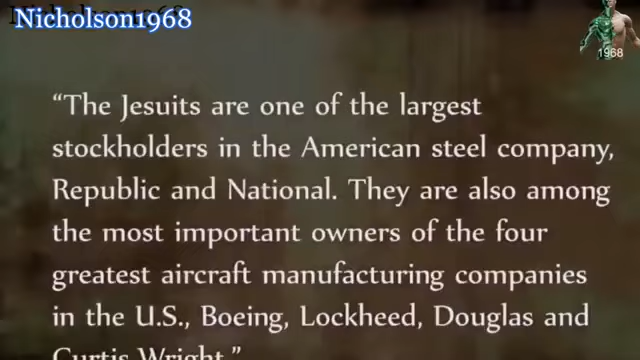 Nicholson1968
1968
“The Jesuits are one of the largest
stockholders in the American steel company,
Republic and National. They are also among
the most important owners of the four
greatest aircraft manufacturing companies
in the U.S., Boeing, Lockheed, Douglas and
Curtis Wright.”